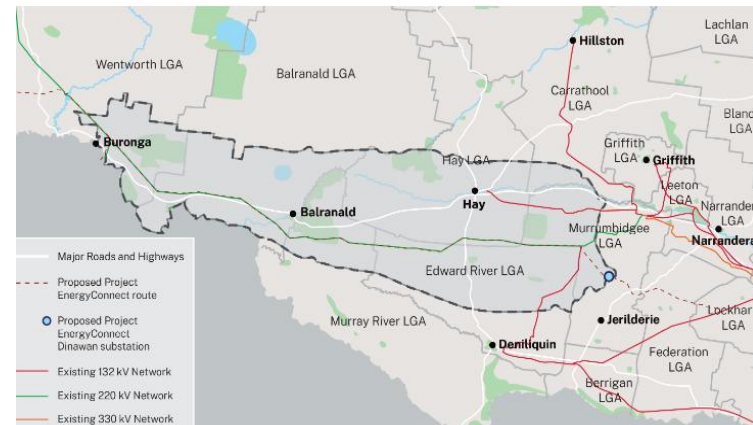 Lachlan
LGA
Hillston
Wentworth LGA
Balranald LGA
Carrathool
LGA
Bland
LGA
Griffith
LGA
Griffith
Buronga
Hay LGA
Leeton
LGA
Narrandera
LGA
Hay
Balranald
Murrumbidgee
LGA
Narrandera
Edward River LGA
Major Roads and Highways
Proposed Project
EnergyConnect route
Proposed Project
EnergyConnect
Dinawan substation
Existing 132 kV Network
Existing 220 kV Network
Existing 330 kV Network
Murray River LGA
Jerilderie
Lockhart
LGA
Deniliquin
Federation
LGA
Berrigan
LGA